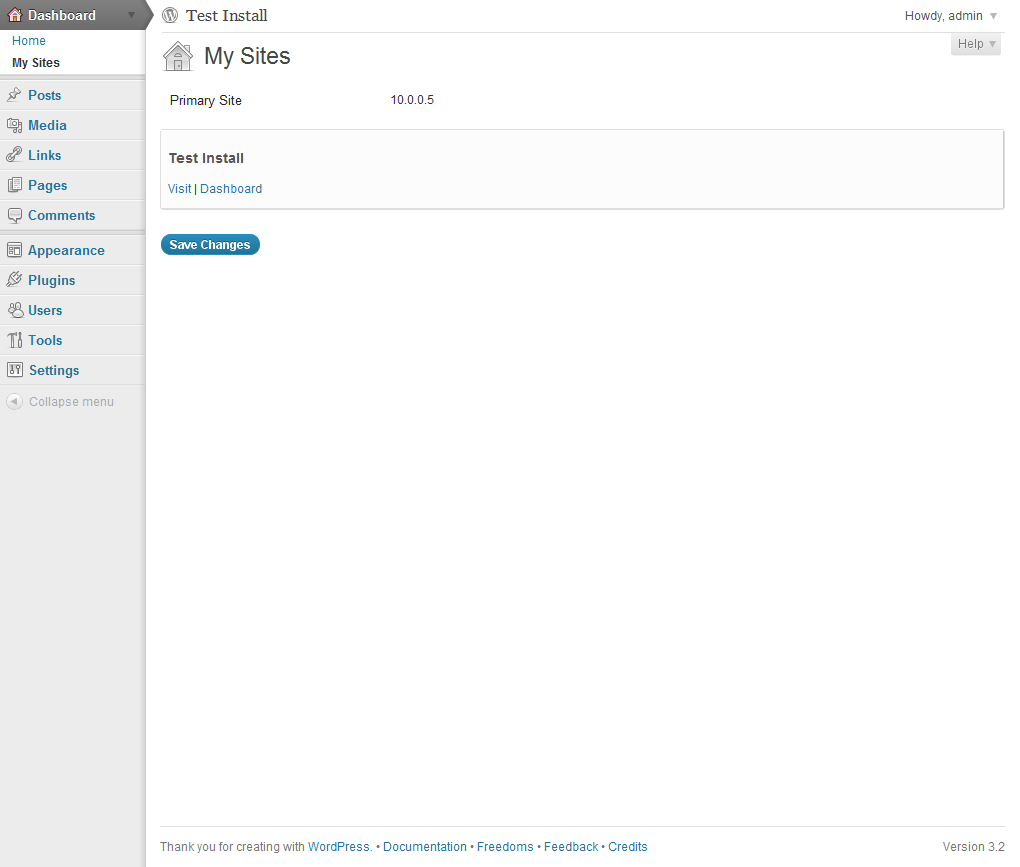 Dashboard
Home
My Sites
Posts
Media
Links
Pages
Comments
Appearance
Plugins
Users
Tools
Settings
Collapse menu
Test Install
Howdy, admin
Help
My Sites
Primary Site 10.0.0.5
Test Install
Visit | Dashboard
Save Changes
Thank you for creating with WordPress. • Documentation • Freedoms • Feedback • Credits
Version 3.2